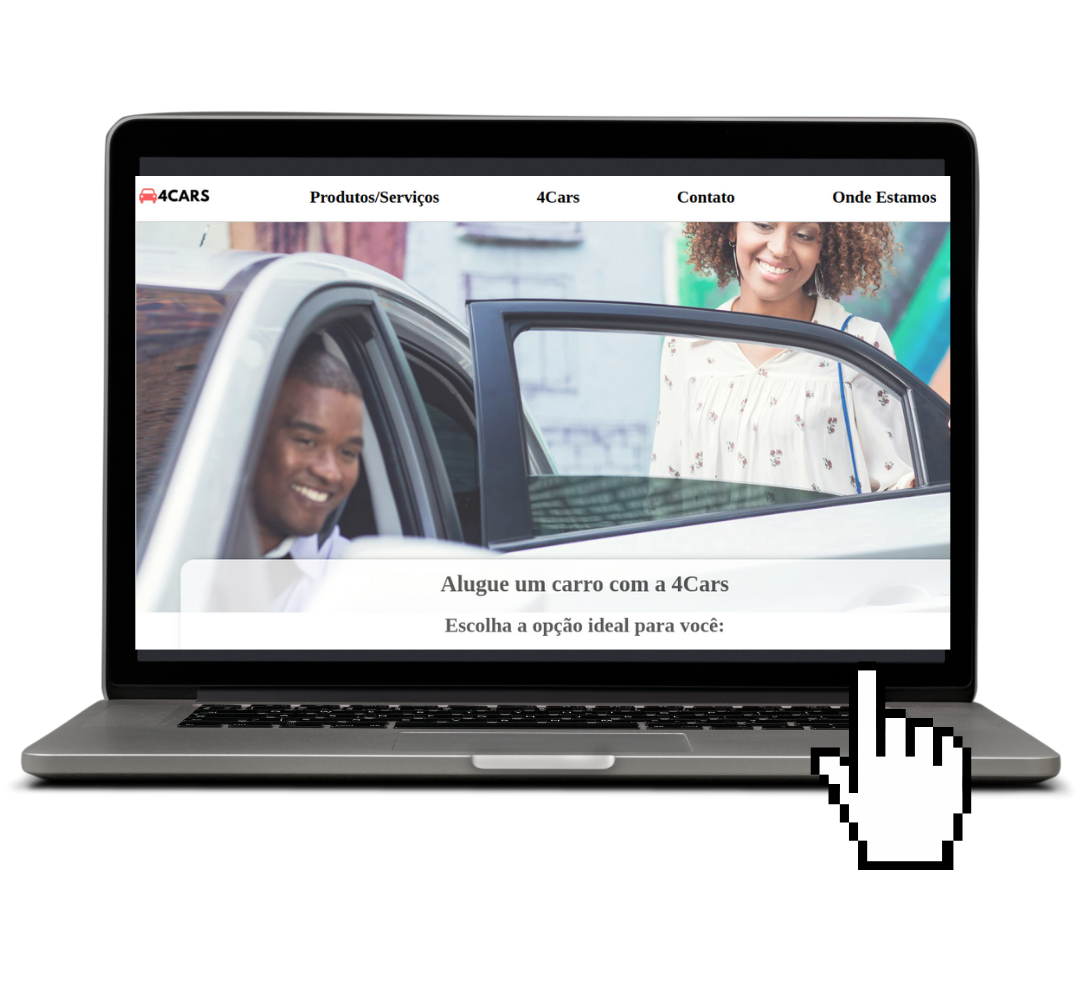 4CARS
Produtos/Serviços
4Cars
Contato
Onde Estamos
Alugue um carro com a 4Cars
Escolha a opção ideal para você: